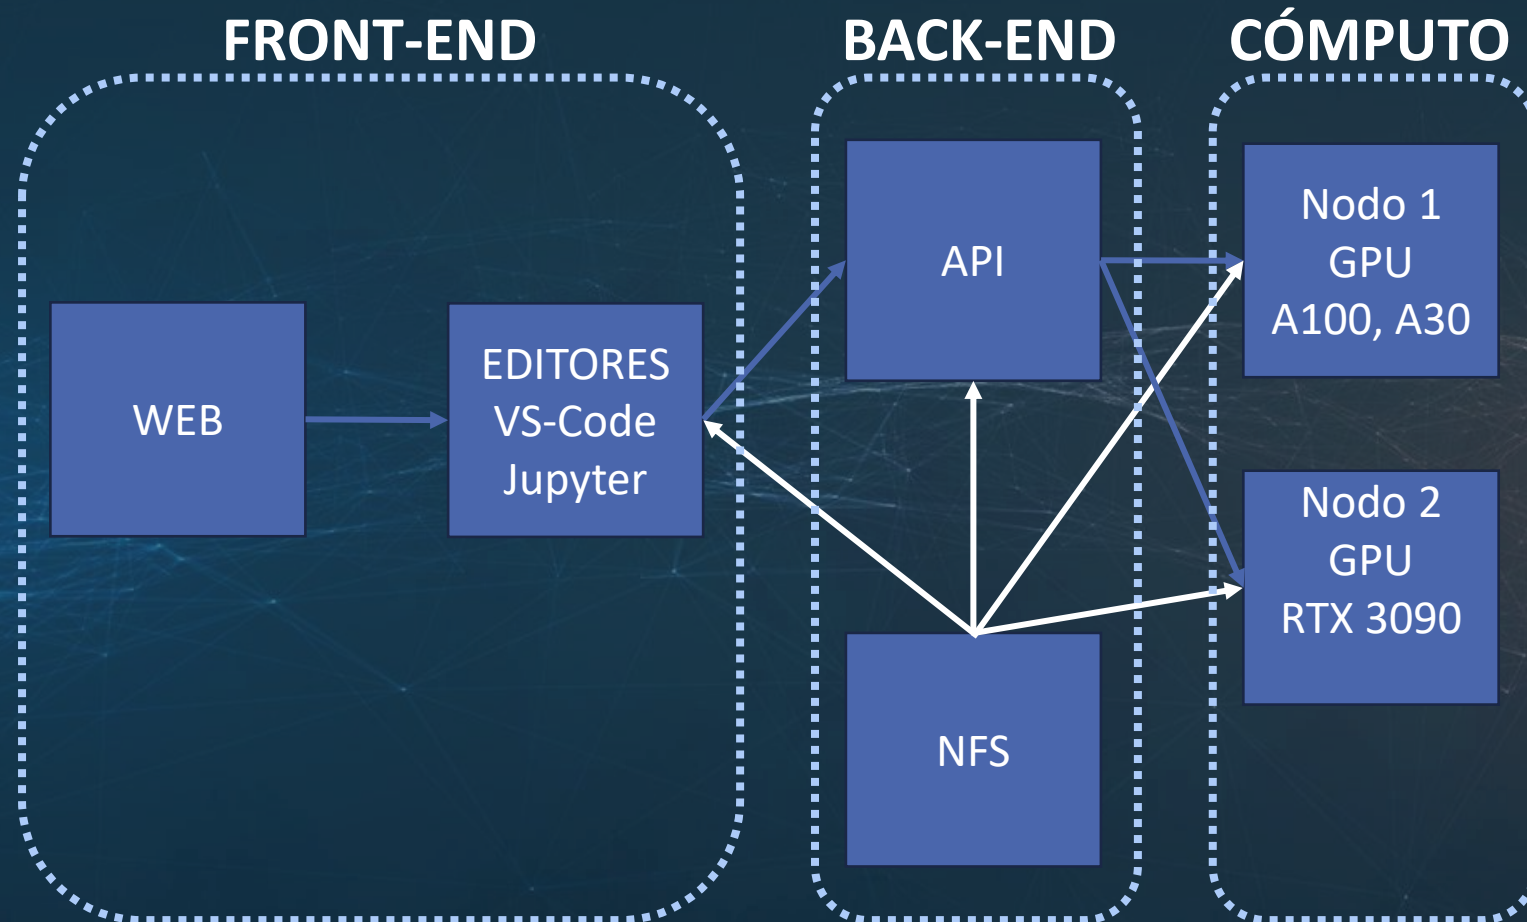 FRONT-END
BACK-END
CÓMPUTO
WEB
EDITORES
VS-Code
Jupyter
API
NFS
Nodo 1
GPU
A100, A30
Nodo 2
GPU
RTX 3090